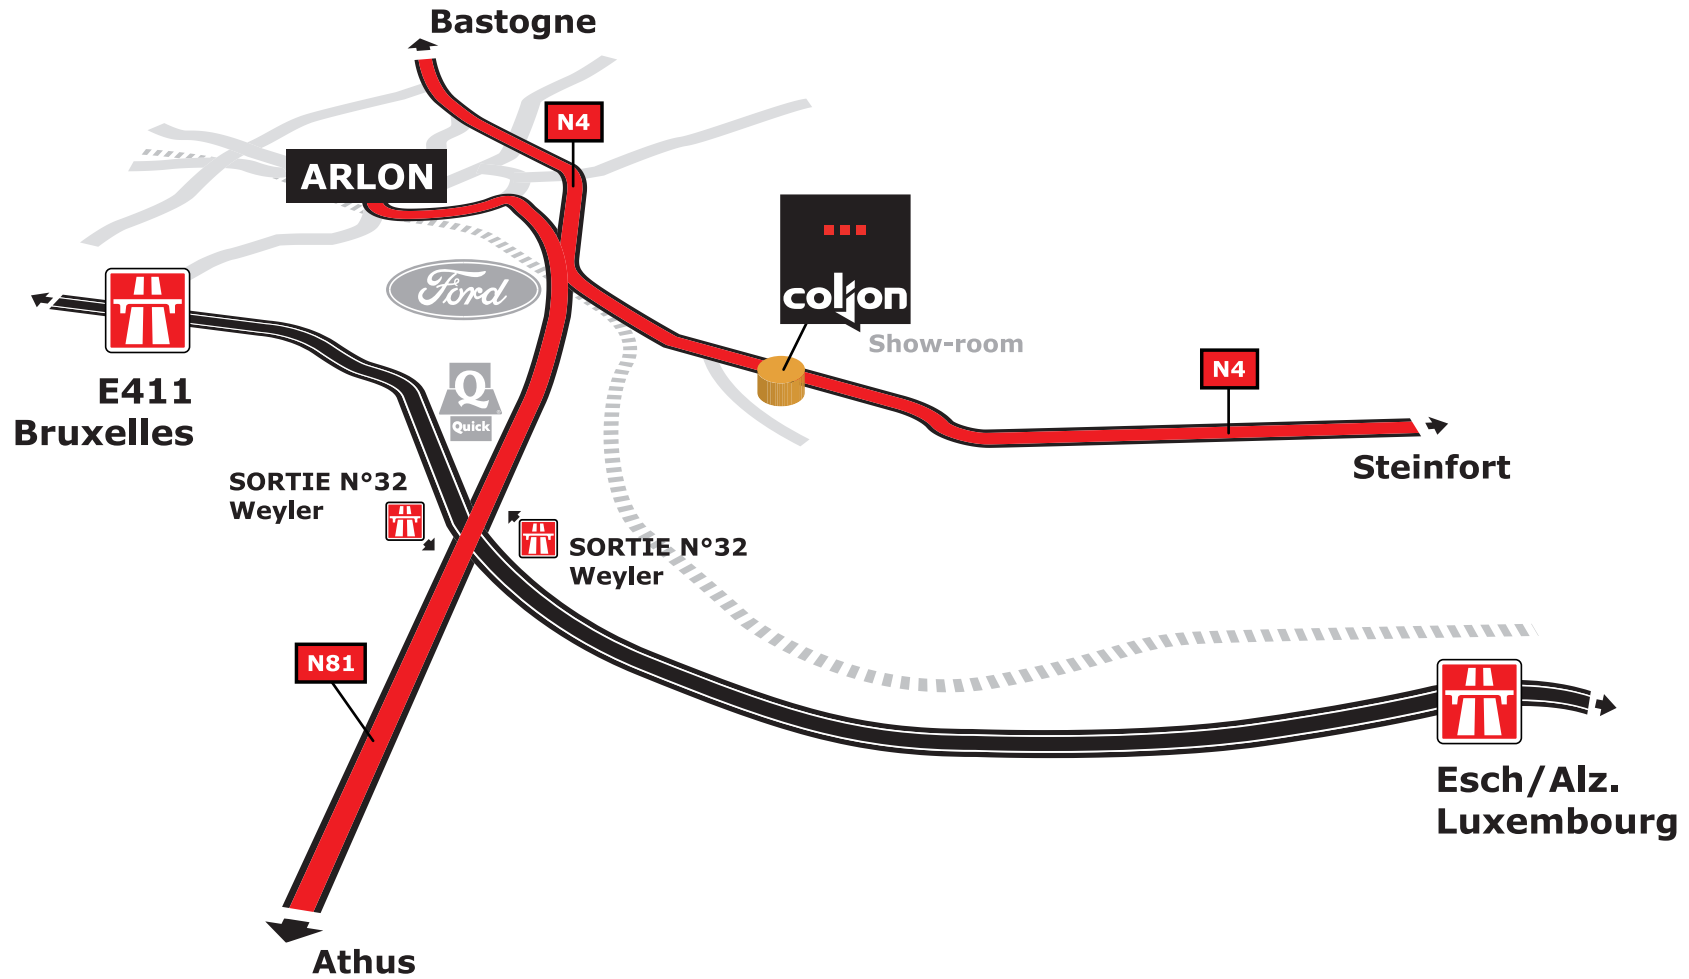 Bastogne
N4
ARLON
Ford
colson
Show-room
E411
Bruxelles
Q
Quick
N4
Steinfort
SORTIE N°32
Weyler
SORTIE N°32
Weyler
N81
Esch/Alz.
Luxembourg
Athus